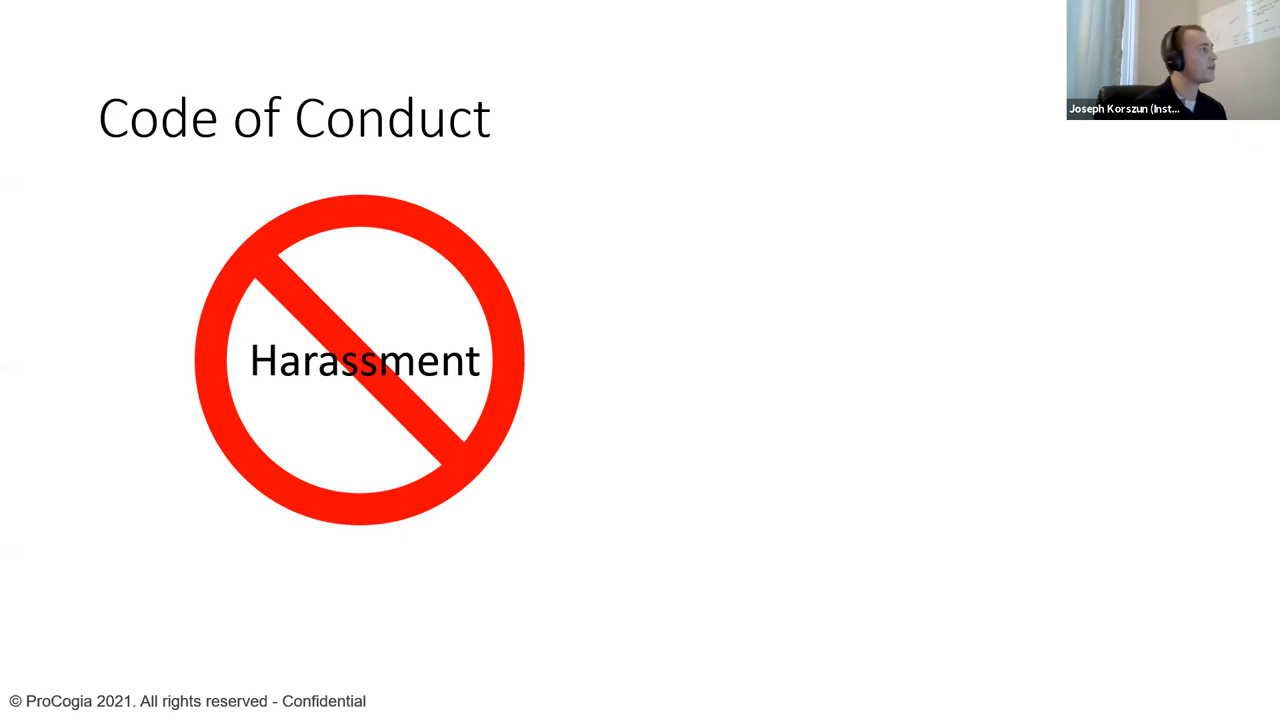 Code of Conduct
Joseph Korszun (Inst...
Harassment
© ProCogia 2021. All rights reserved - Confidential